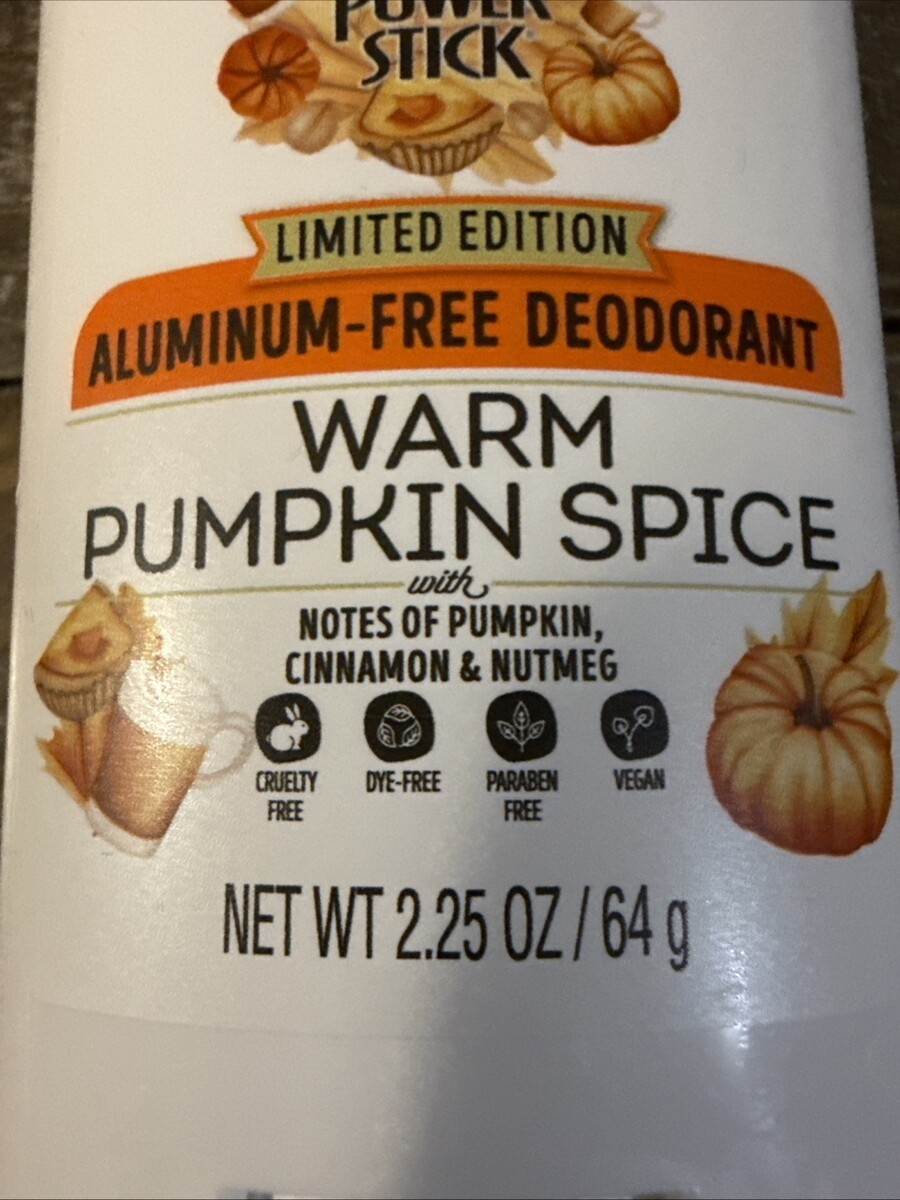 POWER
STICK
LIMITED EDITION
ALUMINUM-FREE DEODORANT
WARM
PUMPKIN SPICE
with
NOTES OF PUMPKIN,
CINNAMON & NUTMEG
CRUELTY FREE
DYE-FREE
PARABEN FREE
VEGAN
NET WT 2.25 OZ / 64 g